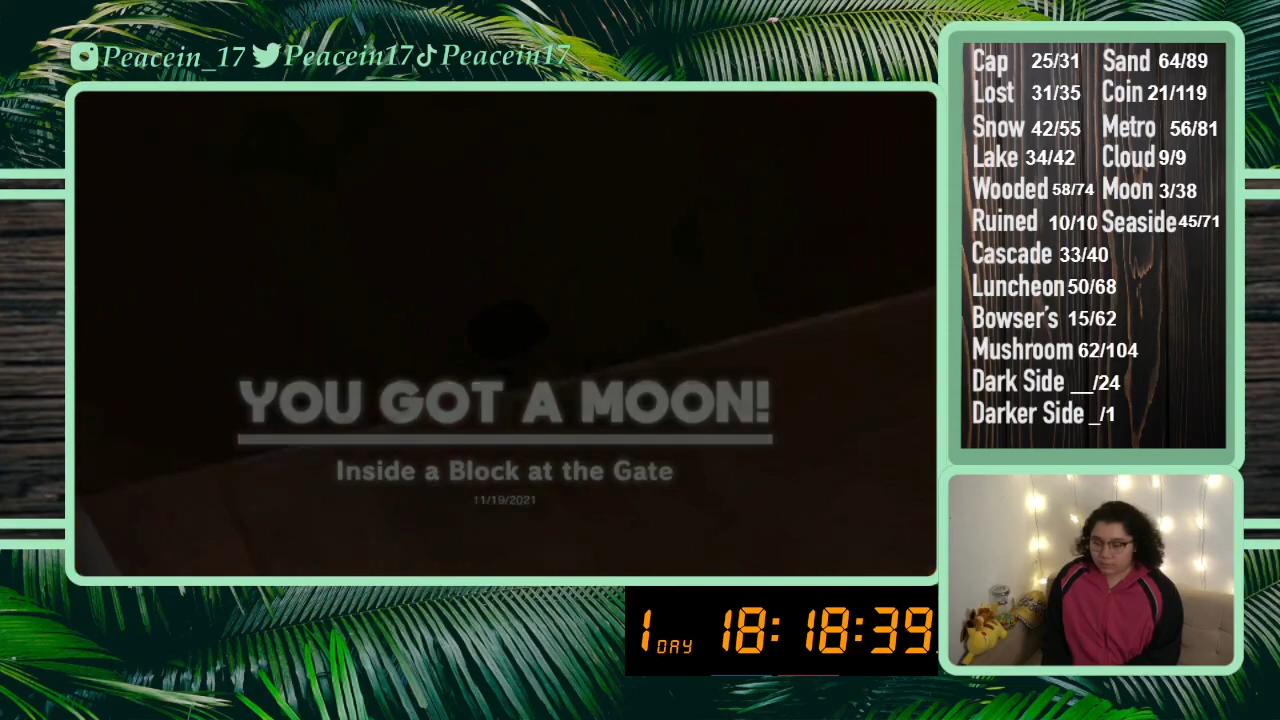 Peacein_17 Peacein17 Peacein17
YOU GOT A MOON!
Inside a Block at the Gate
11/19/2021
Cap 25/31 Sand 64/89
Lost 31/35 Coin 21/119
Snow 42/55 Metro 56/81
Lake 34/42 Cloud 9/9
Wooded 58/74 Moon 3/38
Ruined 10/10 Seaside 45/71
Cascade 33/40
Luncheon 50/68
Bowser's 15/62
Mushroom 62/104
Dark Side __/24
Darker Side _/1
1 DAY 18:18:39